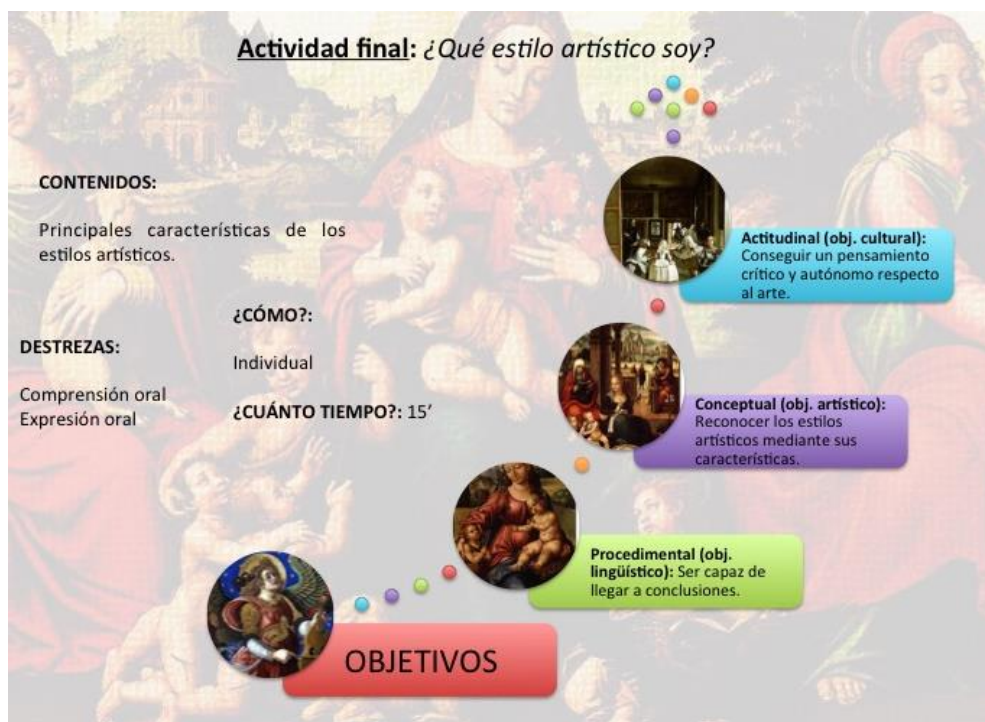 Actividad final: ¿Qué estilo artístico soy?
CONTENIDOS:
Principales características de los
estilos artísticos.
¿CÓMO?:
Individual
¿CUÁNTO TIEMPO?: 15’
DESTREZAS:
Comprensión oral
Expresión oral
Actitudinal (obj. cultural):
Conseguir un pensamiento
crítico y autónomo respecto
al arte.
Conceptual (obj. artístico):
Reconocer los estilos
artísticos mediante sus
características.
Procedimental (obj.
lingüístico): Ser capaz de
llegar a conclusiones.
OBJETIVOS